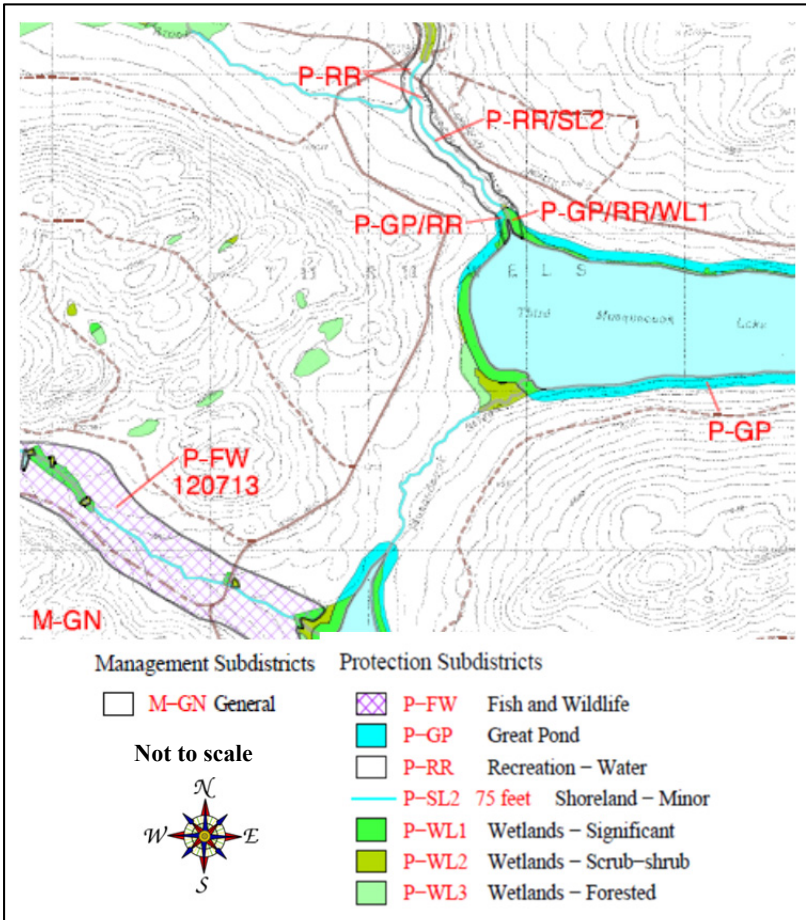 P-RR
P-RR/SL2
P-GP/RR
P-GP/RR/WL1
E L S
Third Musquacook Lake
P-GP
P-FW
120713
Musquacook
M-GN
Management Subdistricts
M-GN General
Not to scale
N
W E
S
Protection Subdistricts
P-FW Fish and Wildlife
P-GP Great Pond
P-RR Recreation - Water
P-SL2 75 feet Shoreland - Minor
P-WL1 Wetlands - Significant
P-WL2 Wetlands - Scrub-shrub
P-WL3 Wetlands - Forested